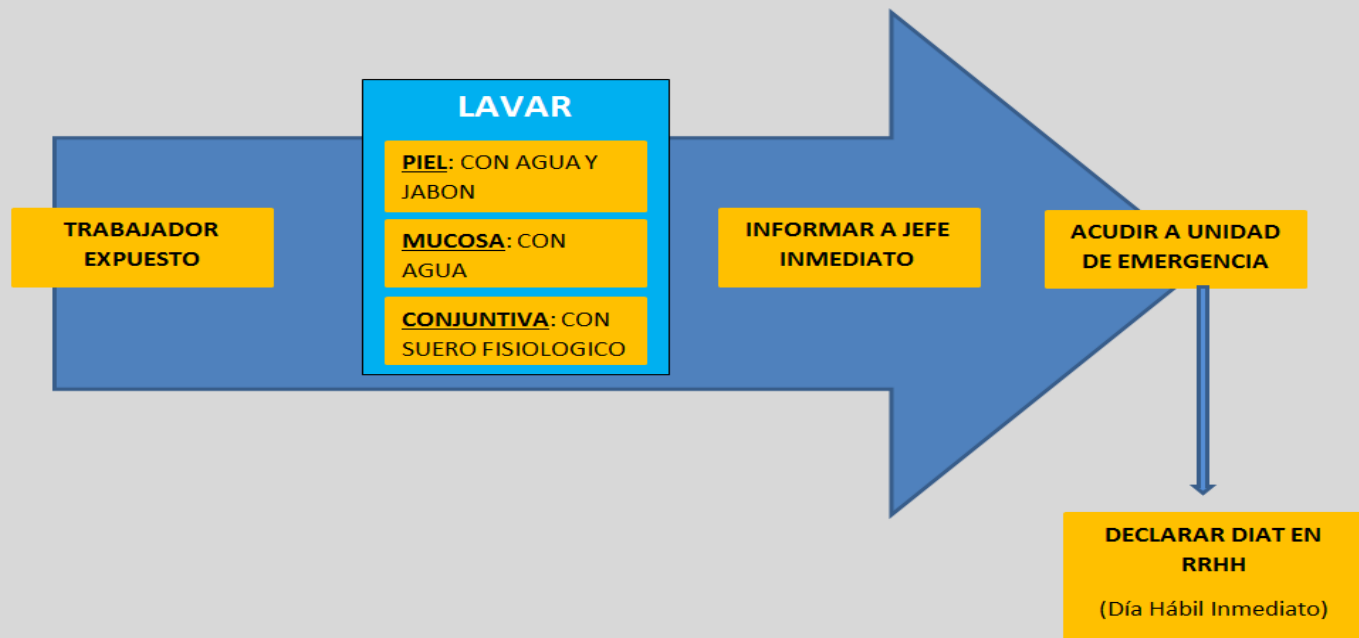 TRABAJADOR
EXPUESTO
LAVAR
PIEL: CON AGUA Y
JABON
MUCOSA: CON
AGUA
CONJUNTIVA: CON
SUERO FISIOLOGICO
INFORMAR A JEFE
INMEDIATO
ACUDIR A UNIDAD
DE EMERGENCIA
DECLARAR DIAT EN
RRHH
(Día Hábil Inmediato)